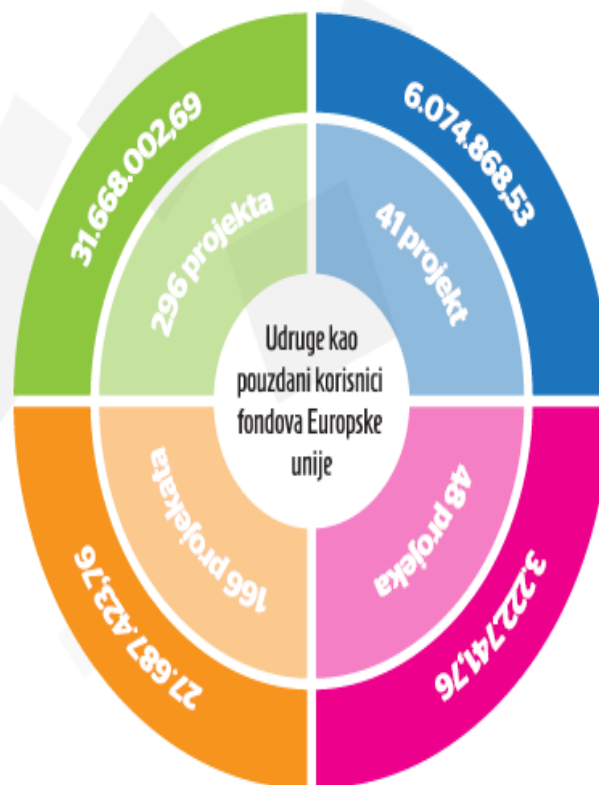 31.668.002,69
6.074.868,53
296 projekta
41 projekt
Udruge kao
pouzdani korisnici
fondova Europske
unije
166 projekata
48 projeka
27.687.423,76
3.222.741,76